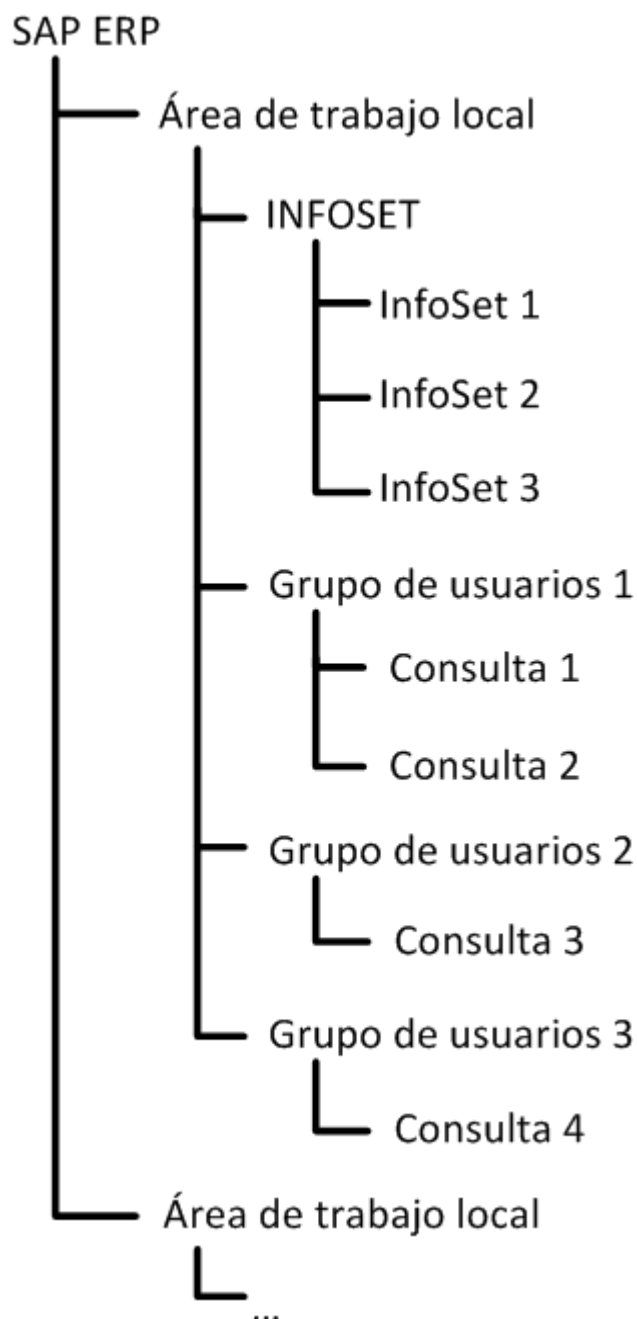 SAP ERP
Área de trabajo local
INFOSET
InfoSet 1
InfoSet 2
InfoSet 3
Grupo de usuarios 1
Consulta 1
Consulta 2
Grupo de usuarios 2
Consulta 3
Grupo de usuarios 3
Consulta 4
Área de trabajo local
...